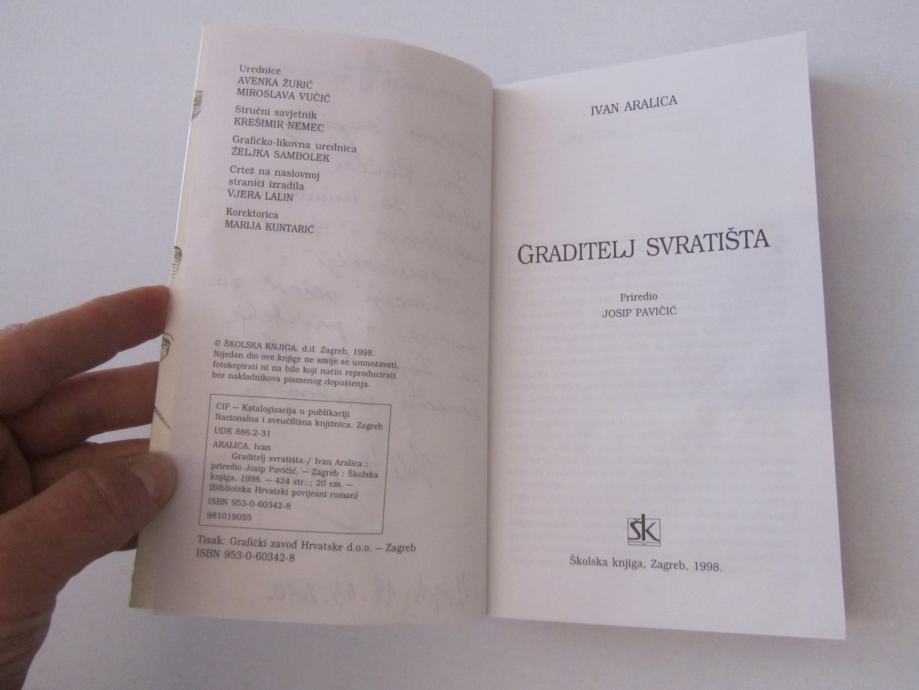 Urednice
AVENKA ŽURIĆ
MIROSLAVA VUČIĆ
Stručni savjetnik
KREŠIMIR NEMEC
Grafičko-likovna urednica
ŽELJKA SAMBOLEK
Crtež na naslovnoj
stranici izradila
VJERA LALIN
Korektorica
MARIJA KUNTARIĆ
© ŠKOLSKA KNJIGA, d.d. Zagreb, 1998.
Nijedan dio ove knjige ne smije se umnožavati,
fotokopirati ni na bilo koji način reproducirati
bez nakladnikova pismenog dopuštenja.
CIP – Katalogizacija u publikaciji
Nacionalna i sveučilišna knjižnica, Zagreb
UDK 886.2-31
ARALICA, Ivan
Graditelj svratišta / Ivan Aralica ;
priredio Josip Pavičić. – Zagreb : Školska
knjiga, 1998. – 424 str. ; 20 cm. –
(Biblioteka Hrvatski povijesni roman)
ISBN 953-0-60342-8
981019055
Tisak: Grafički zavod Hrvatske d.o.o. – Zagreb
ISBN 953-0-60342-8
IVAN ARALICA
GRADITELJ SVRATIŠTA
Priredio
JOSIP PAVIČIĆ
šk
Školska knjiga, Zagreb, 1998.